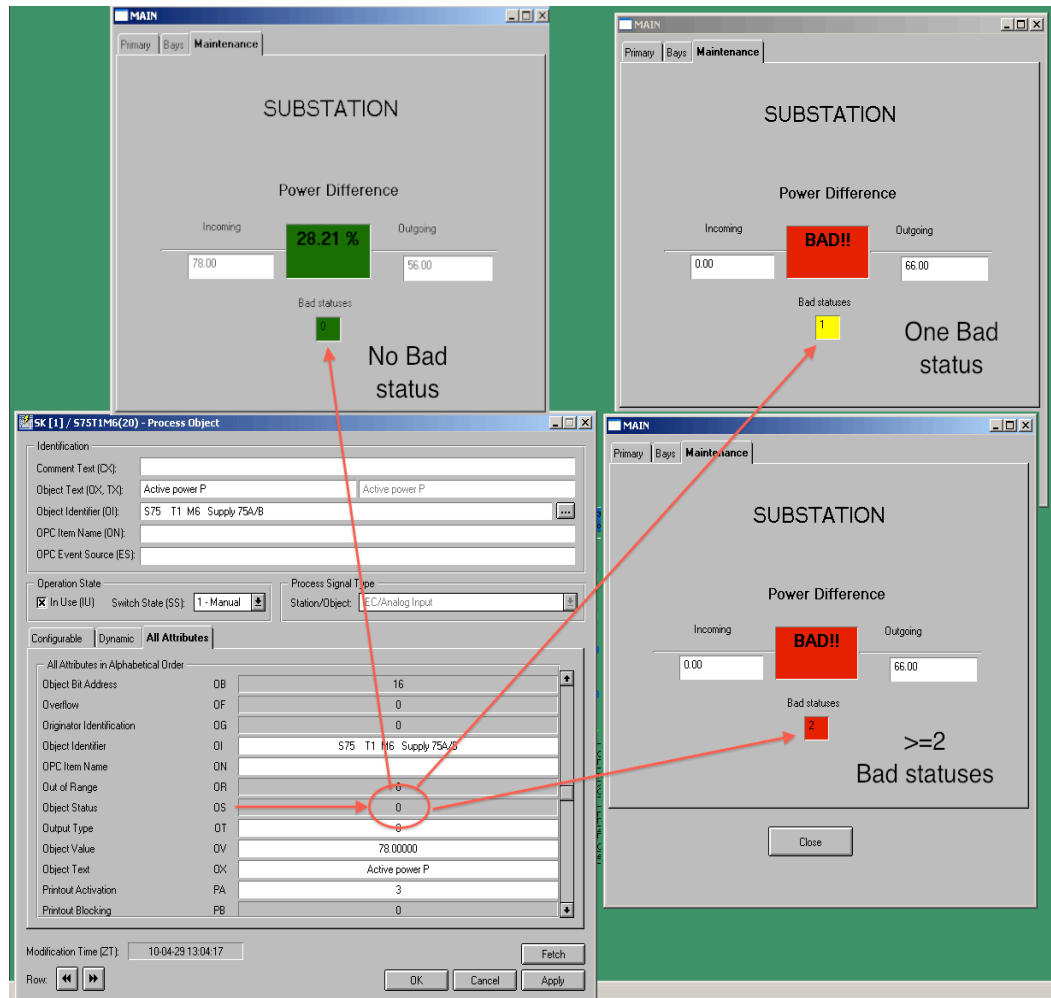 MAIN
Primary Bays Maintenance
SUBSTATION
Power Difference
Incoming 28.21 % Outgoing
78.00 56.00
Bad statuses
0
No Bad
status
MAIN
Primary Bays Maintenance
SUBSTATION
Power Difference
Incoming BAD!! Outgoing
0.00 66.00
Bad statuses
1
One Bad
status
SK [1] / S75T1M6(20) - Process Object
Identification
Comment Text (CX):
Object Text (OX, TX): Active power P Active power P
Object Identifier (OI): S75 T1 M6 Supply 75A/B ...
OPC Item Name (ON):
OPC Event Source (ES):
Operation State
In Use (IU) Switch State (SS): 1 - Manual
Process Signal Type
Station/Object: IEC/Analog Input
Configurable Dynamic All Attributes
All Attributes in Alphabetical Order
Object Bit Address OB 16
Overflow OF 0
Originator Identification OG 0
Object Identifier OI S75 T1 M6 Supply 75A/B
OPC Item Name ON
Out of Range OR 0
Object Status OS 0
Output Type OT 0
Object Value OV 78.00000
Object Text OX Active power P
Printout Activation PA 3
Printout Blocking PB 0
Modification Time (ZT): 10-04-29 13:04:17 Fetch
Row: OK Cancel Apply
MAIN
Primary Bays Maintenance
SUBSTATION
Power Difference
Incoming BAD!! Outgoing
0.00 66.00
Bad statuses
2
>=2
Bad statuses
Close